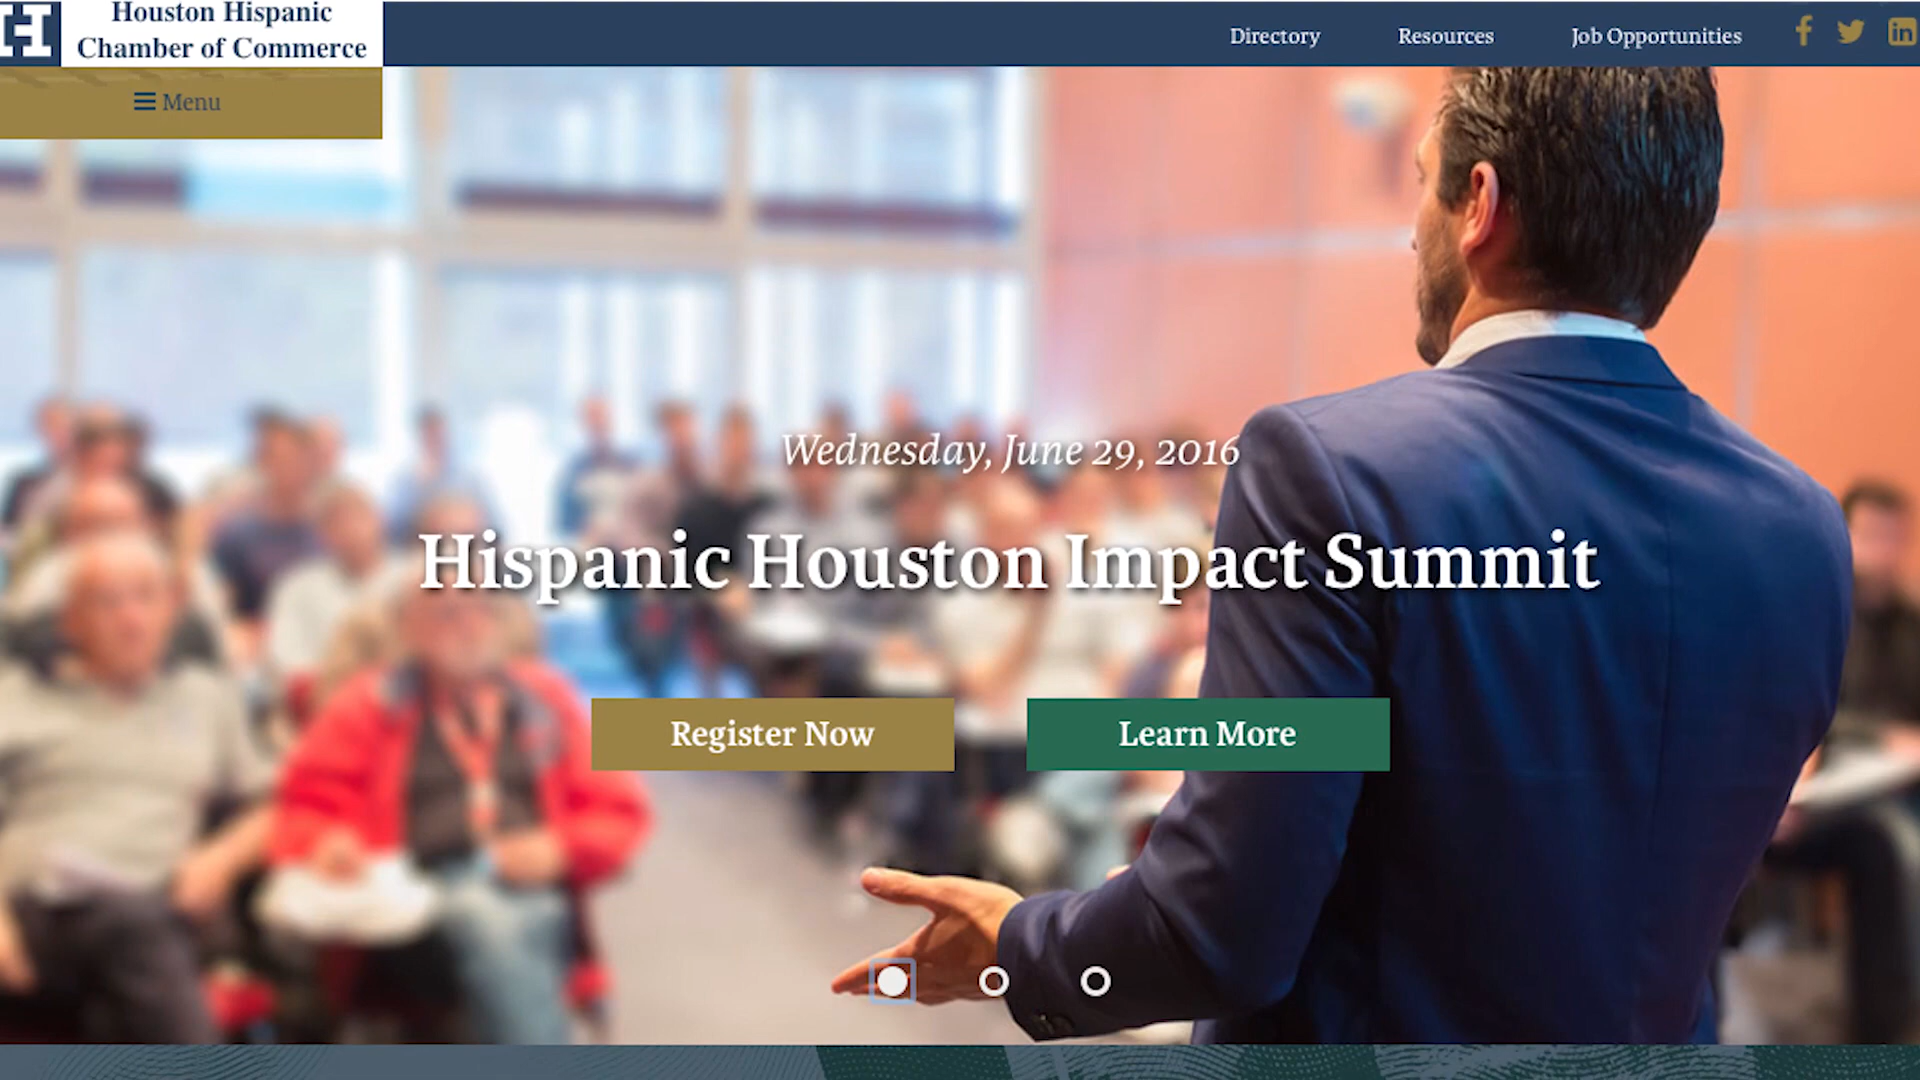 H
Houston Hispanic
Chamber of Commerce
Directory
Resources
Job Opportunities
f
in
Menu
Wednesday, June 29, 2016
Hispanic Houston Impact Summit
Register Now
Learn More